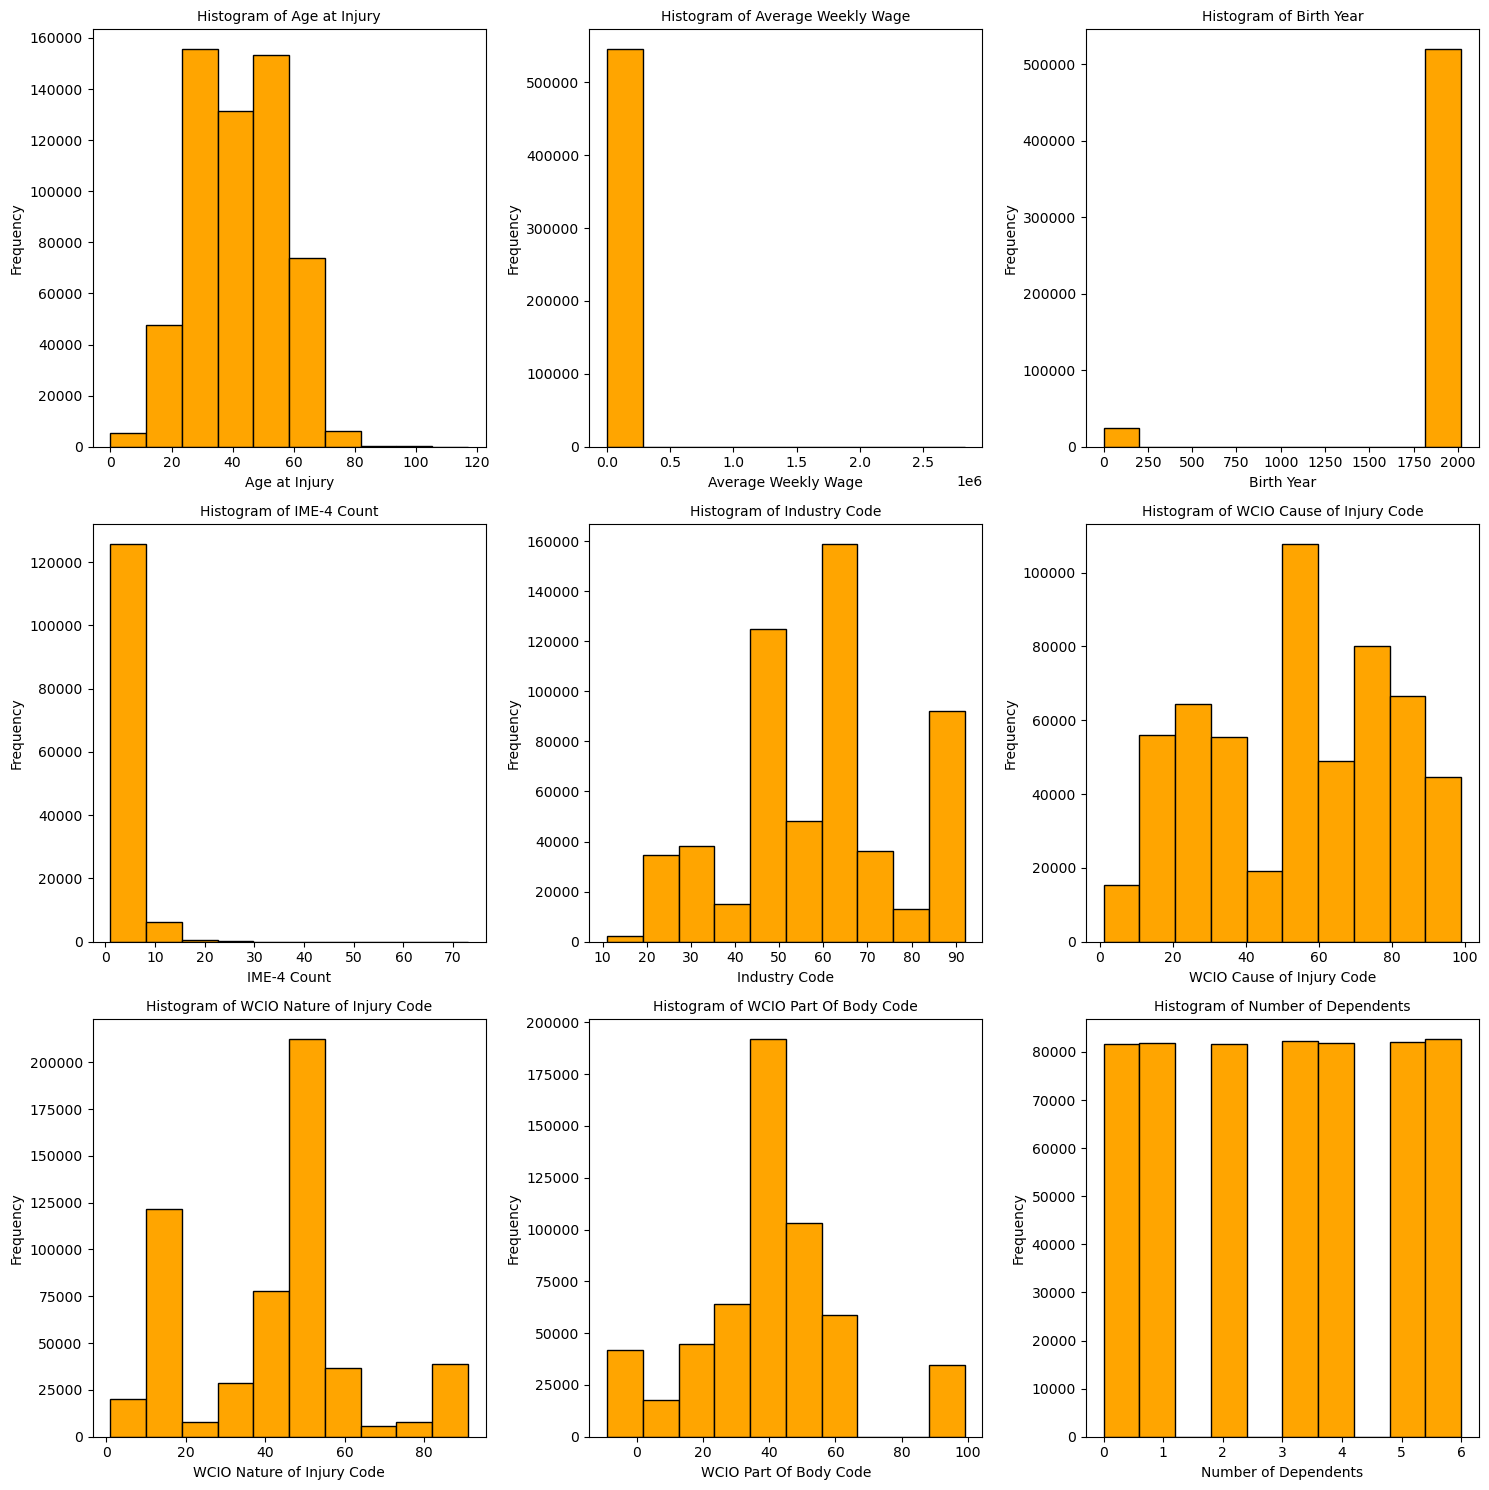 Histogram of Age at Injury
160000
140000
120000
100000
80000
60000
40000
20000
0
Frequency
0 20 40 60 80 100 120
Age at Injury
Histogram of Average Weekly Wage
500000
400000
300000
200000
100000
0
Frequency
0.0 0.5 1.0 1.5 2.0 2.5
1e6
Average Weekly Wage
Histogram of Birth Year
500000
400000
300000
200000
100000
0
Frequency
0 250 500 750 1000 1250 1500 1750 2000
Birth Year
Histogram of IME-4 Count
120000
100000
80000
60000
40000
20000
0
Frequency
0 10 20 30 40 50 60 70
IME-4 Count
Histogram of Industry Code
160000
140000
120000
100000
80000
60000
40000
20000
0
Frequency
10 20 30 40 50 60 70 80 90
Industry Code
Histogram of WCIO Cause of Injury Code
100000
80000
60000
40000
20000
0
Frequency
0 20 40 60 80 100
WCIO Cause of Injury Code
Histogram of WCIO Nature of Injury Code
200000
175000
150000
125000
100000
75000
50000
25000
0
Frequency
0 20 40 60 80
WCIO Nature of Injury Code
Histogram of WCIO Part Of Body Code
200000
175000
150000
125000
100000
75000
50000
25000
0
Frequency
0 20 40 60 80 100
WCIO Part Of Body Code
Histogram of Number of Dependents
80000
70000
60000
50000
40000
30000
20000
10000
0
Frequency
0 1 2 3 4 5 6
Number of Dependents